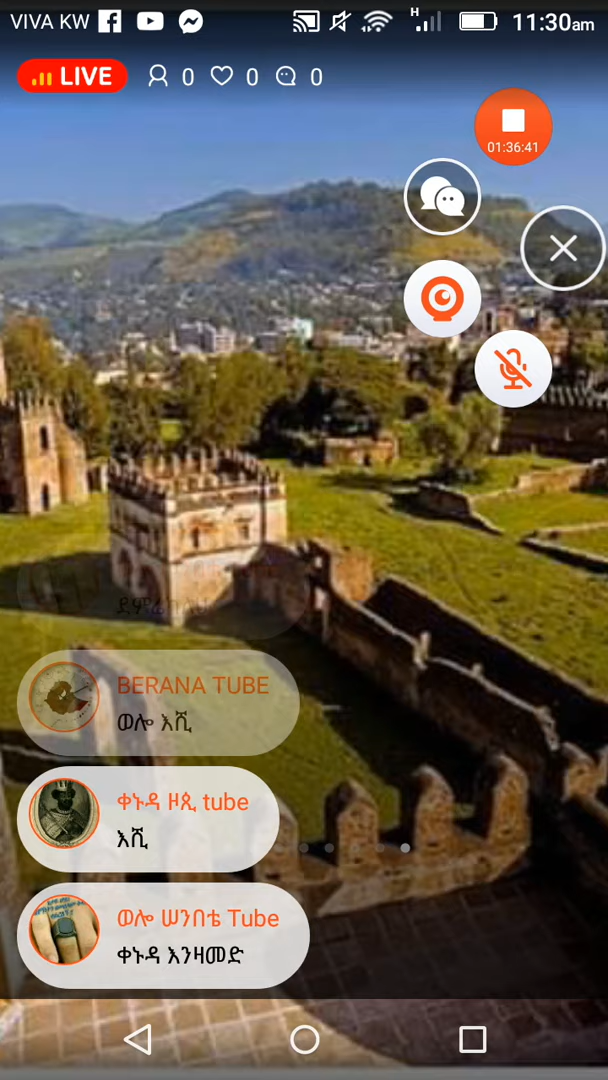 VIVA KW
H
11:30am
LIVE
0
0
0
01:36:41
BERANA TUBE
ወሎ እሺ
ቀኑዳ ዞጲ tube
እሺ
ወሎ ሠንበቴ Tube
ቀኑዳ እንዛመድ